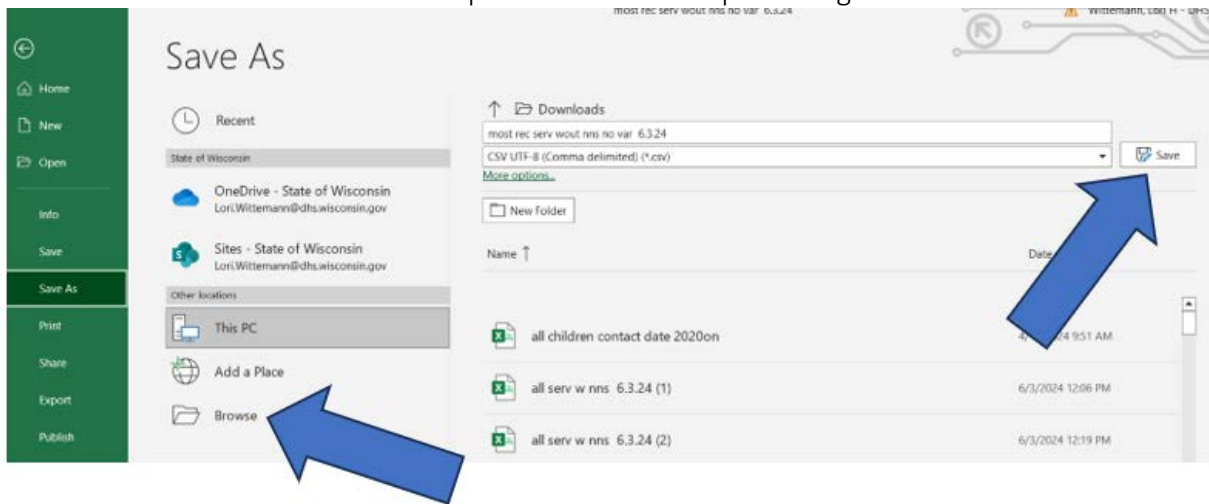 most rec serv wout nns no var 6.3.24
Wittemann, Lori H - DHS
Save As
Home
New
Open
Info
Save
Save As
Print
Share
Export
Publish
Recent
State of Wisconsin
OneDrive - State of Wisconsin
Lori.Wittemann@dhs.wisconsin.gov
Sites - State of Wisconsin
Lori.Wittemann@dhs.wisconsin.gov
Other locations
This PC
Add a Place
Browse
Downloads
most rec serv wout nns no var 6.3.24
CSV UTF-8 (Comma delimited) (*.csv)
Save
More options...
New Folder
Name
Date
all children contact date 2020on
9:51 AM
all serv w nns 6.3.24 (1)
6/3/2024 12:06 PM
all serv w nns 6.3.24 (2)
6/3/2024 12:19 PM